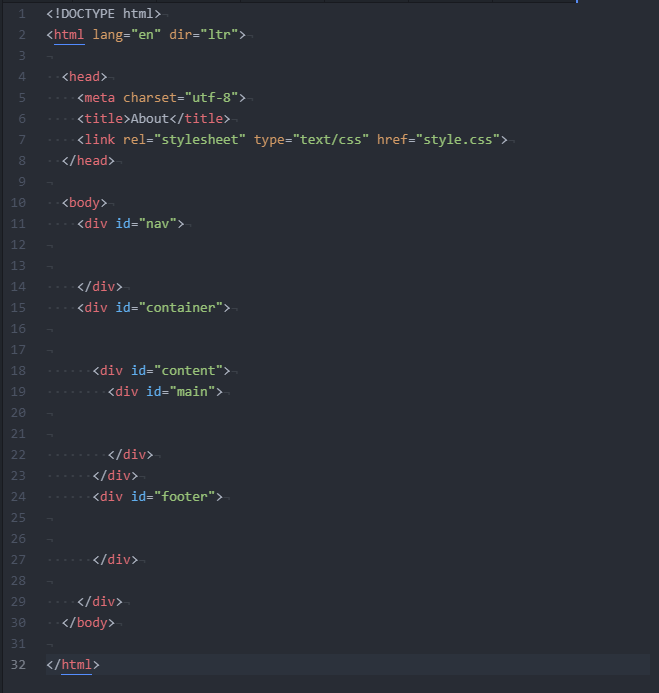 1 <!DOCTYPE html>
2 <html lang="en" dir="ltr">
3
4   <head>
5     <meta charset="utf-8">
6     <title>About</title>
7     <link rel="stylesheet" type="text/css" href="style.css">
8   </head>
9
10   <body>
11     <div id="nav">
12
13
14     </div>
15     <div id="container">
16
17
18       <div id="content">
19         <div id="main">
20
21
22         </div>
23       </div>
24       <div id="footer">
25
26
27       </div>
28
29     </div>
30   </body>
31
32 </html>